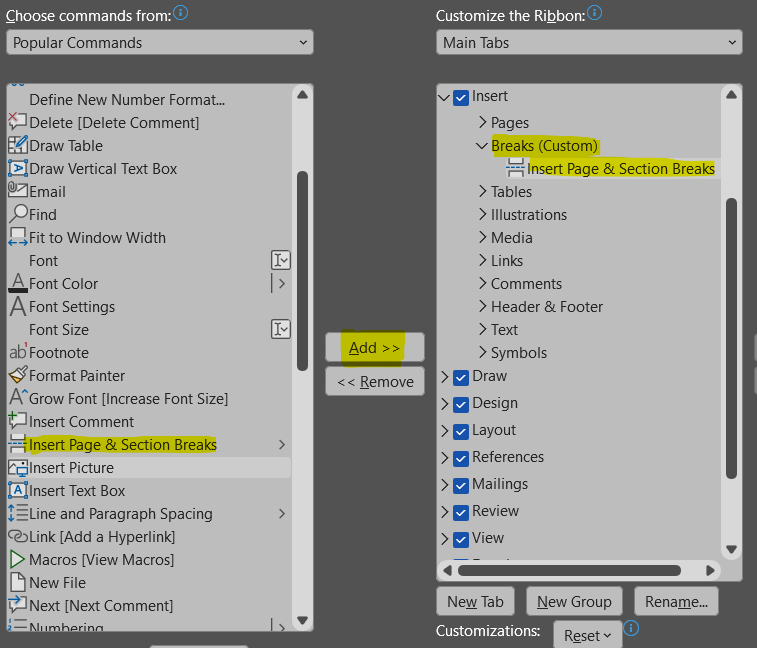 Choose commands from:
Popular Commands
Define New Number Format...
Delete [Delete Comment]
Draw Table
Draw Vertical Text Box
Email
Find
Fit to Window Width
Font
Font Color
Font Settings
Font Size
Footnote
Format Painter
Grow Font [Increase Font Size]
Insert Comment
Insert Page & Section Breaks
Insert Picture
Insert Text Box
Line and Paragraph Spacing
Link [Add a Hyperlink]
Macros [View Macros]
New File
Next [Next Comment]
Numbering
Add >>
<< Remove
Customize the Ribbon:
Main Tabs
Insert
Pages
Breaks (Custom)
Insert Page & Section Breaks
Tables
Illustrations
Media
Links
Comments
Header & Footer
Text
Symbols
Draw
Design
Layout
References
Mailings
Review
View
New Tab
New Group
Rename...
Customizations:
Reset